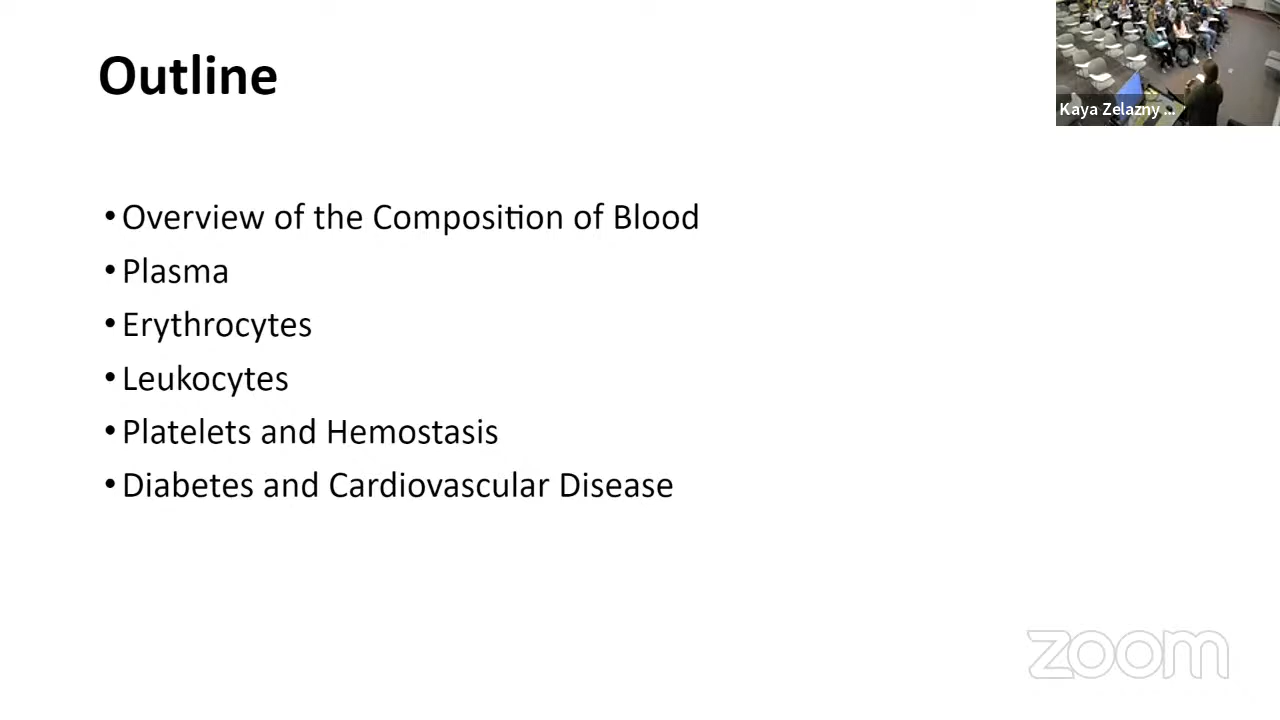 Outline
Kaya Zelazny ...
• Overview of the Composition of Blood
• Plasma
• Erythrocytes
• Leukocytes
• Platelets and Hemostasis
• Diabetes and Cardiovascular Disease
zoom